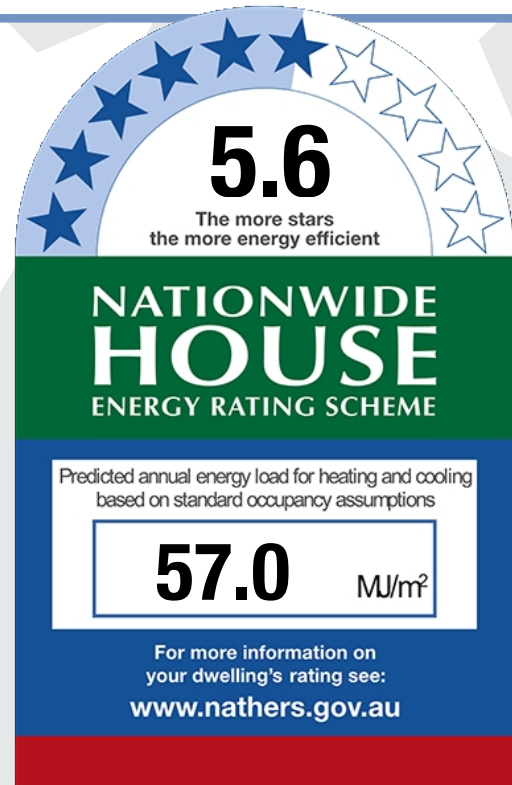 5.6
The more stars
the more energy efficient
NATIONWIDE
HOUSE
ENERGY RATING SCHEME
Predicted annual energy load for heating and cooling
based on standard occupancy assumptions
57.0 MJ/m²
For more information on
your dwelling's rating see:
www.nathers.gov.au